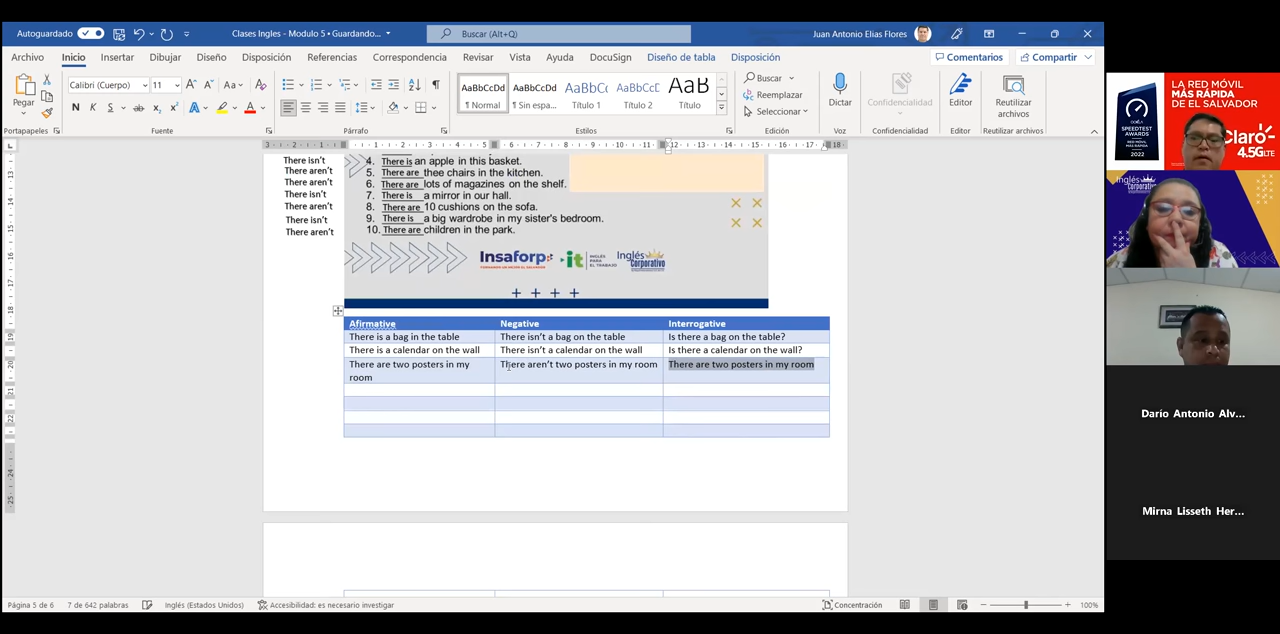 Autoguardado
Clases Ingles - Modulo 5 • Guardando...
Buscar (Alt+Q)
Juan Antonio Elias Flores
Archivo Inicio Insertar Dibujar Diseño Disposición Referencias Correspondencia Revisar Vista Ayuda DocuSign Diseño de tabla Disposición
Comentarios
Compartir
Pegar
Calibri (Cuerpo) 11
N K S
AaBbCcDd AaBbCcDd AaBbCc AaBbCcC AaB
¶ Normal ¶ Sin espa... Título 1 Título 2 Título
Buscar
Reemplazar
Seleccionar
Dictar
Confidencialidad
Editor
Reutilizar archivos
Portapapeles Fuente Párrafo Estilos Edición Voz Confidencialidad Editor Reutilizar archivos
There isn't
There aren't
There aren't
There isn't
There aren't
There isn't
There aren't
4. There is an apple in this basket.
5. There are thee chairs in the kitchen.
6. There are lots of magazines on the shelf.
7. There is a mirror in our hall.
8. There are 10 cushions on the sofa.
9. There is a big wardrobe in my sister's bedroom.
10. There are children in the park.
Insaforp
it
INGLÉS PARA EL TRABAJO
Inglés Corporativo
Afirmative Negative Interrogative
There is a bag in the table There isn't a bag on the table Is there a bag on the table?
There is a calendar on the wall There isn't a calendar on the wall Is there a calendar on the wall?
There are two posters in my room There aren't two posters in my room There are two posters in my room
Página 5 de 6 7 de 642 palabras Inglés (Estados Unidos) Accesibilidad: es necesario investigar
Concentración
100%
LA RED MÓVIL
MÁS RÁPIDA
DE EL SALVADOR
SPEEDTEST AWARDS
2022
Claro
4.5G LTE
Inglés Corporativo
Dario Antonio Alv...
Mirna Lisseth Her...